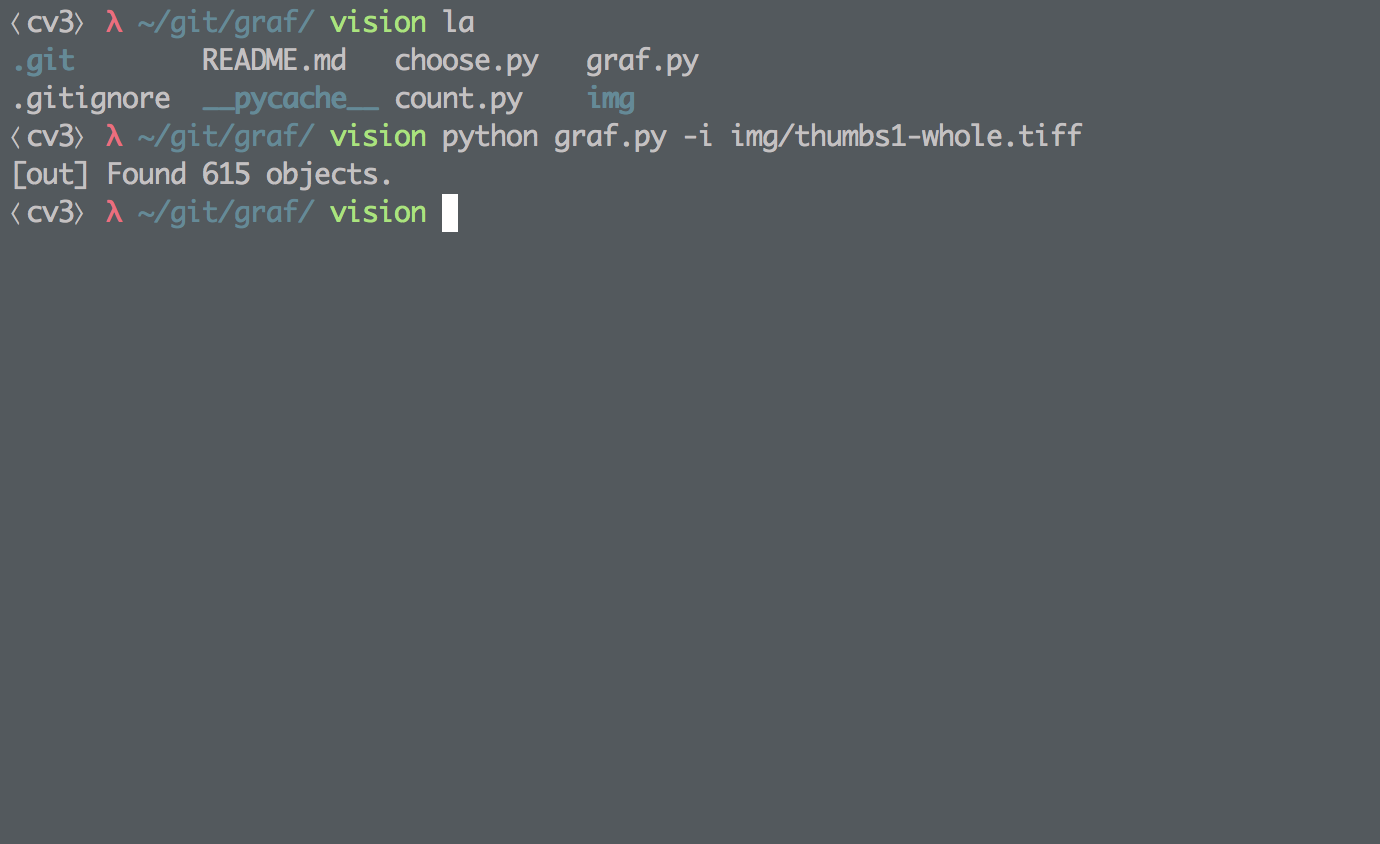 〈cv3〉 λ ~/git/graf/ vision la
.git README.md choose.py graf.py
.gitignore __pycache__ count.py img
〈cv3〉 λ ~/git/graf/ vision python graf.py -i img/thumbs1-whole.tiff
[out] Found 615 objects.
〈cv3〉 λ ~/git/graf/ vision